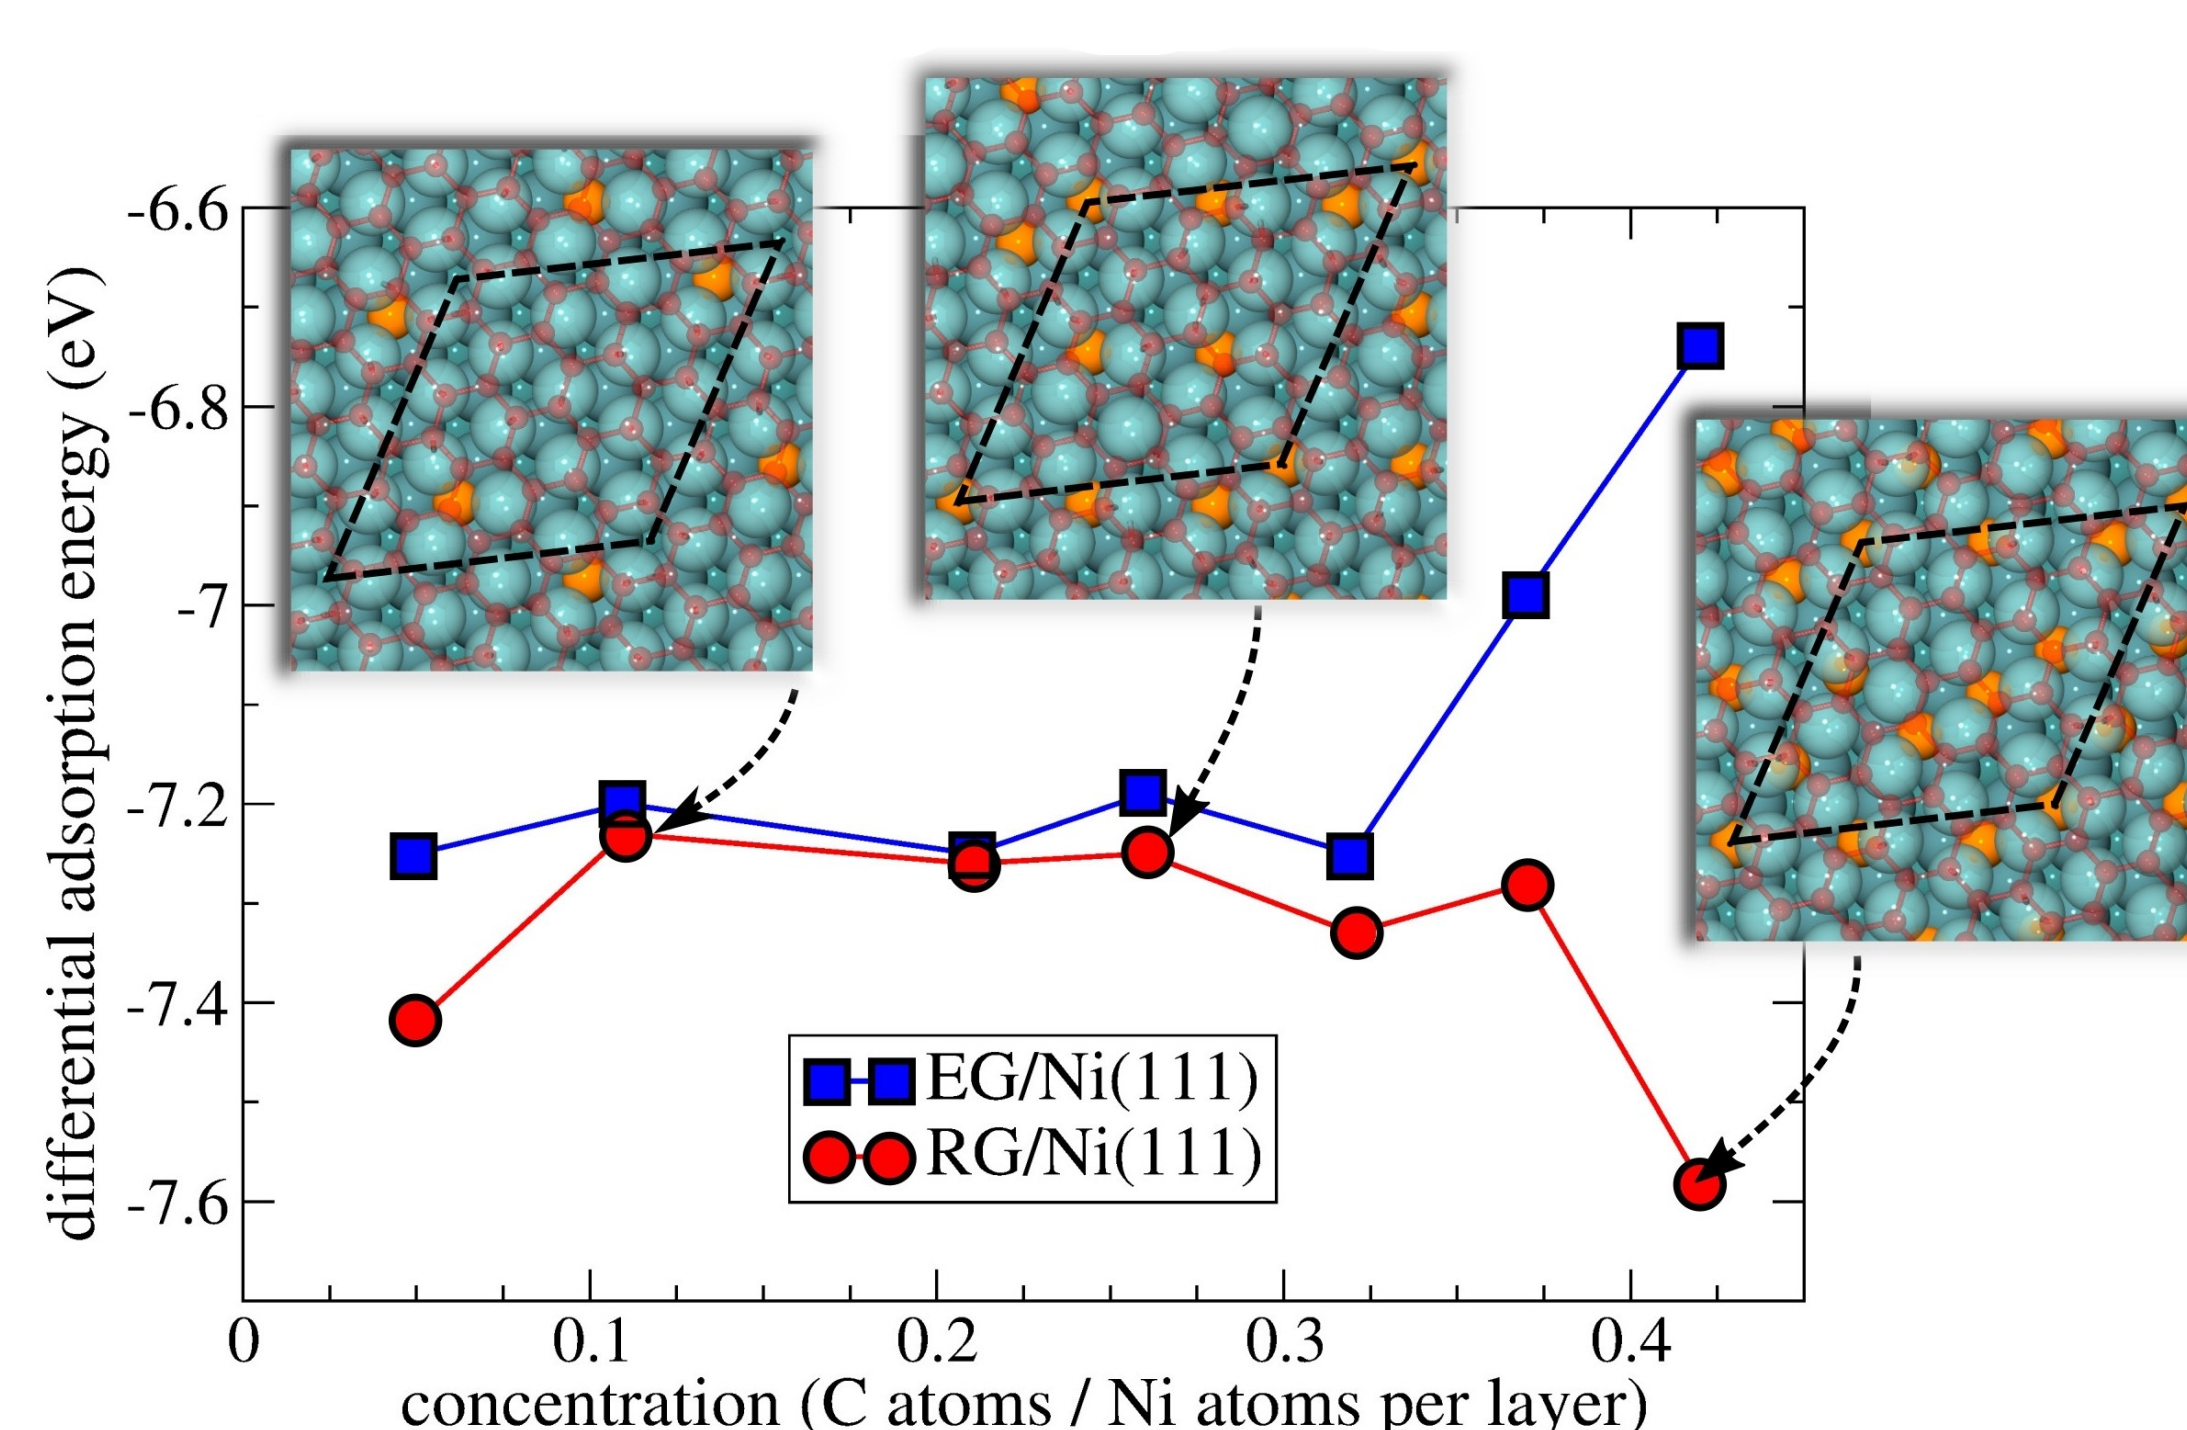 differential adsorption energy (eV)
-6.6
-6.8
-7
-7.2
-7.4
-7.6
EG/Ni(111)
RG/Ni(111)
0 0.1 0.2 0.3 0.4
concentration (C atoms / Ni atoms per layer)